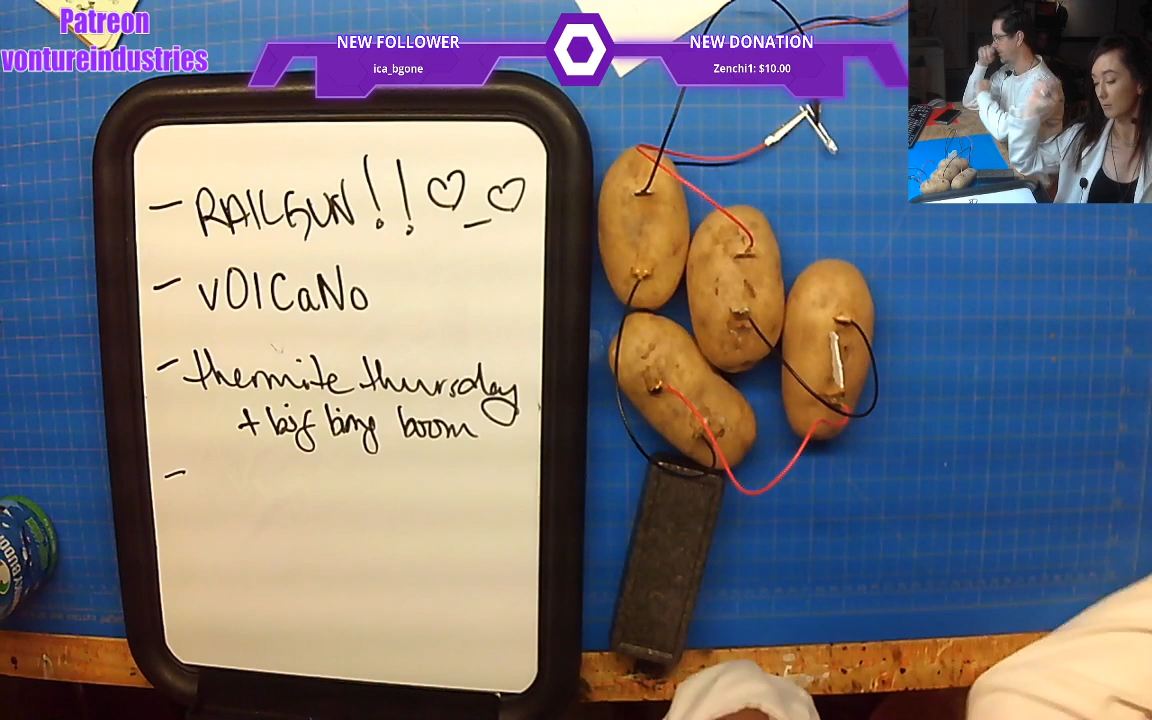 Patreon
vontureindustries
NEW FOLLOWER
ica_bgone
NEW DONATION
Zenchi1: $10.00
- RAILGUN!! ♡_♡
- vOlCaNo
- thermite thursday
+ big bing boom
-